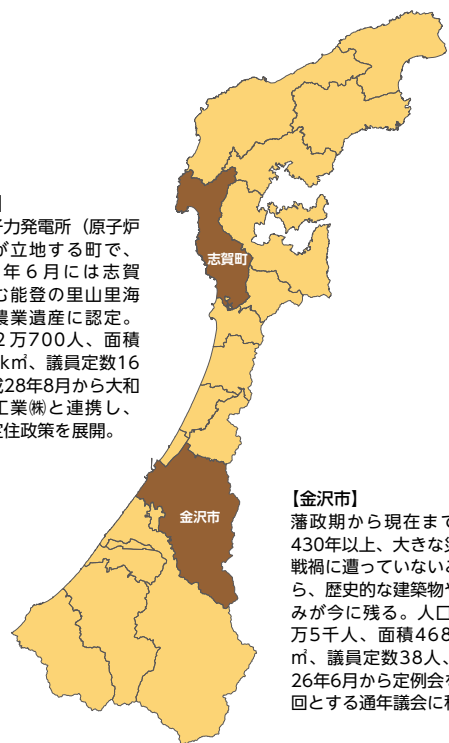 】
力発電所（原子炉
が立地する町で、
年６月には志賀
む能登の里山里海
農業遺産に認定。
２万700人、面積
k㎡、議員定数16
成28年8月から大和
工業㈱と連携し、
定住政策を展開。
志賀町
金沢市
【金沢市】
藩政期から現在まで
430年以上、大きな
戦禍に遭っていない
ら、歴史的な建築物
みが今に残る。人口
万5千人、面積468
㎡、議員定数38人、
26年6月から定例会
回とする通年議会に